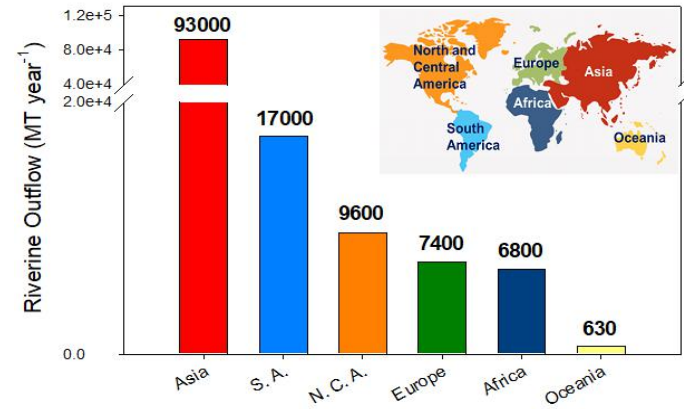 Riverine Outflow (MT year-1)
1.2e+5
8.0e+4
4.0e+4
2.0e+4
0.0
93000
17000
9600
7400
6800
630
Asia
S. A.
N. C. A.
Europe
Africa
Oceania
North and
Central
America
Europe
Asia
Africa
South
America
Oceania